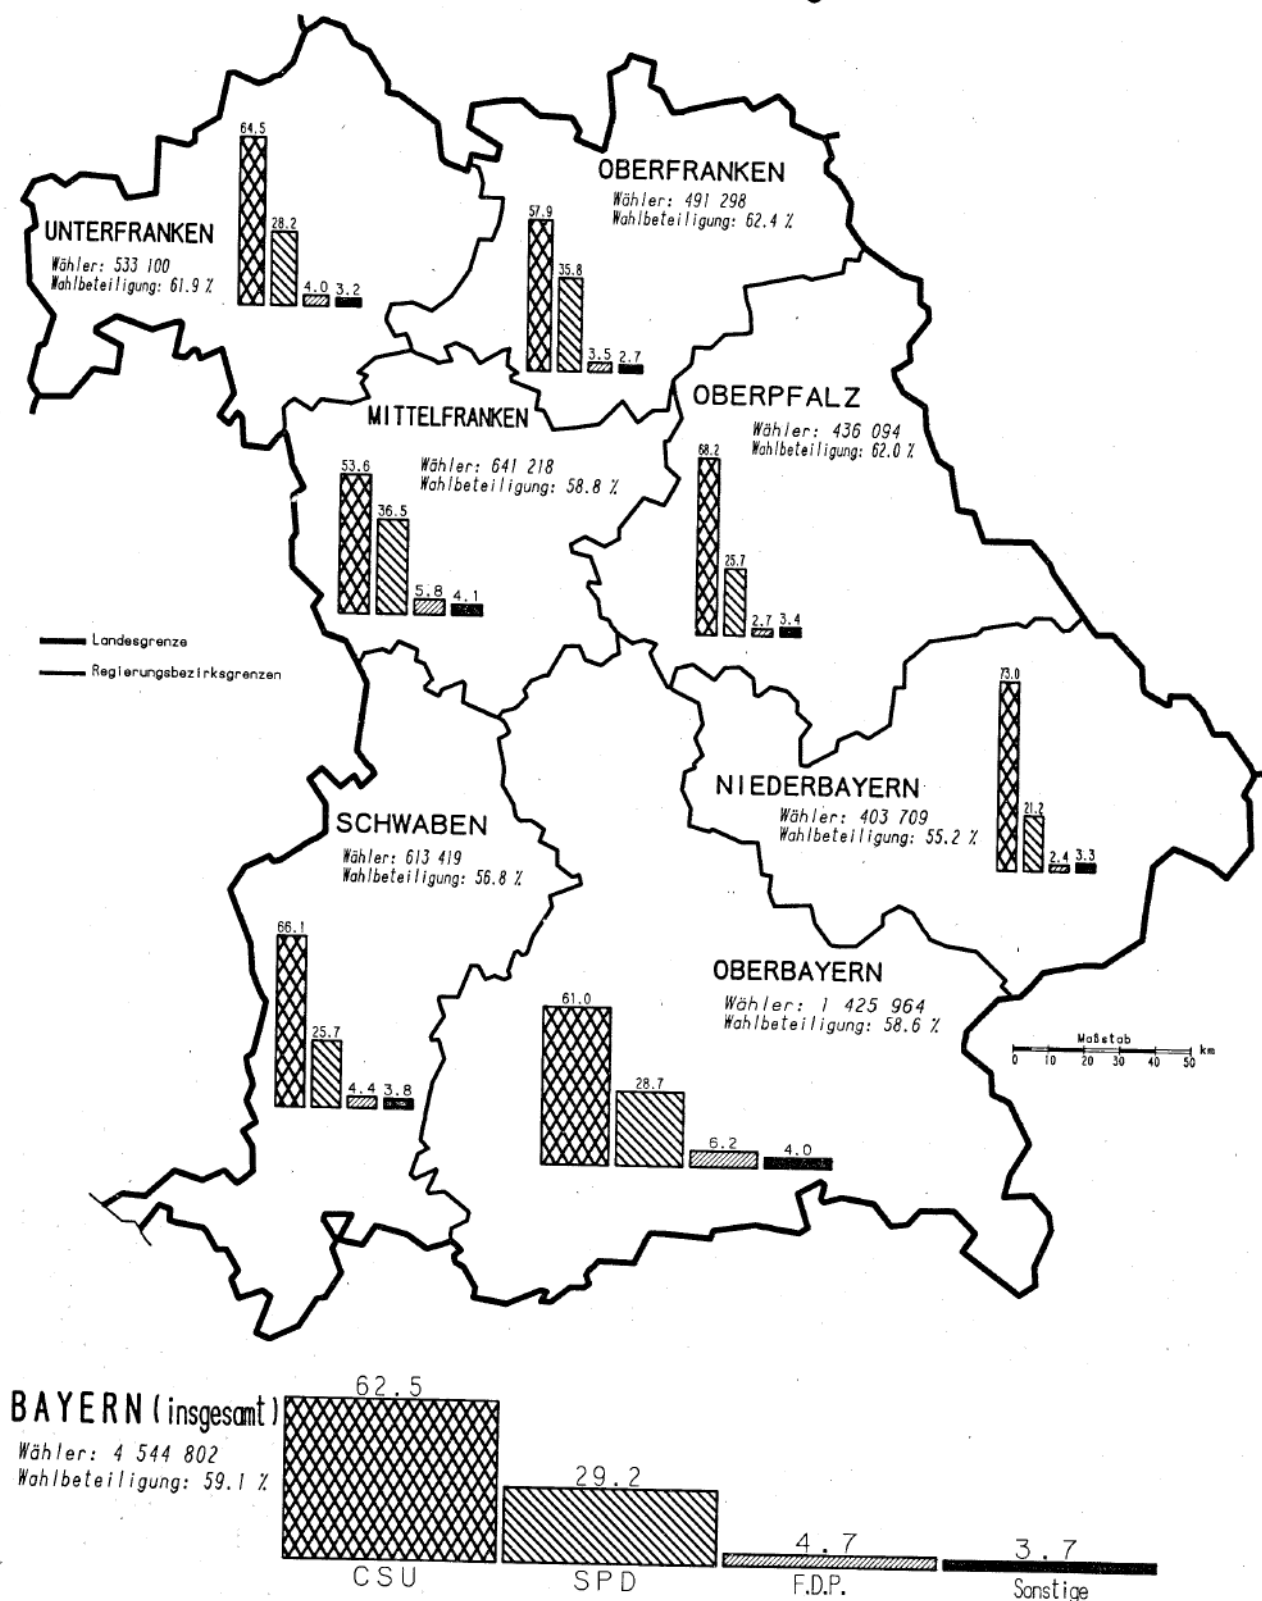 64.5
28.2
4.0 3.2
UNTERFRANKEN
Wähler: 533 100
Wahlbeteiligung: 61.9 %
OBERFRANKEN
Wähler: 491 298
Wahlbeteiligung: 62.4 %
57.9
35.8
3.5 2.7
MITTELFRANKEN
Wähler: 641 218
Wahlbeteiligung: 58.8 %
53.6
36.5
5.8 4.1
OBERPFALZ
Wähler: 436 094
Wahlbeteiligung: 62.0 %
68.2
25.7
2.7 3.4
Landesgrenze
Regierungsbezirksgrenzen
NIEDERBAYERN
Wähler: 403 709
Wahlbeteiligung: 55.2 %
73.0
21.2
2.4 3.3
SCHWABEN
Wähler: 613 419
Wahlbeteiligung: 56.8 %
66.1
25.7
4.4 3.8
OBERBAYERN
Wähler: 1 425 964
Wahlbeteiligung: 58.6 %
61.0
28.7
6.2 4.0
Maßstab
0 10 20 30 40 50 km
BAYERN (insgesamt)
Wähler: 4 544 802
Wahlbeteiligung: 59.1 %
62.5
29.2
4.7
3.7
CSU SPD F.D.P. Sonstige